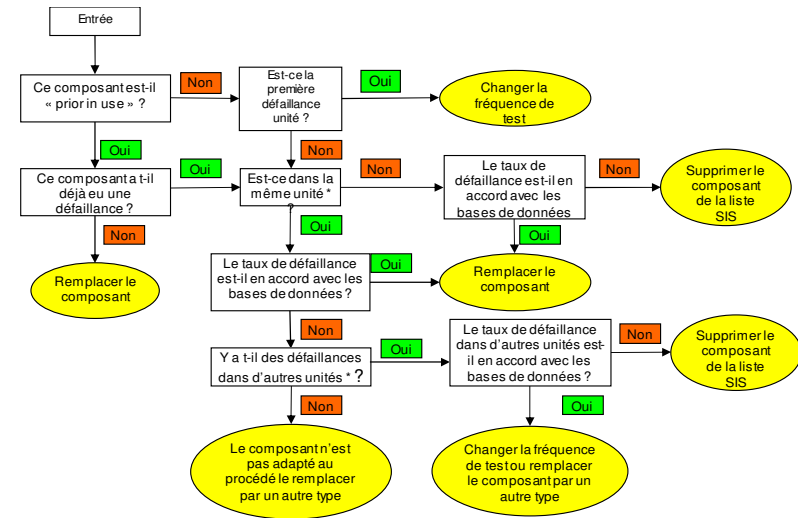 Entrée
Ce composant est-il
« prior in use » ?
Non
Est-ce la
première
défaillance
unité ?
Oui
Changer la
fréquence de
test
Oui
Non
Ce composant a t-il
déjà eu une
défaillance ?
Oui
Est-ce dans la
même unité *
?
Non
Le taux de
défaillance est-il en
accord avec les
bases de données
Non
Supprimer le
composant
de la liste
SIS
Non
Oui
Oui
Remplacer le
composant
Le taux de défaillance
est-il en accord avec les
bases de données ?
Oui
Remplacer le
composant
Non
Y a t-il des défaillances
dans d'autres unités * ?
Oui
Le taux de défaillance
dans d'autres unités est-
il en accord avec les
bases de données ?
Non
Supprimer le
composant
de la liste
SIS
Non
Oui
Le composant n'est
pas adapté au
procédé le remplacer
par un autre type
Changer la fréquence
de test ou remplacer
le composant par un
autre type